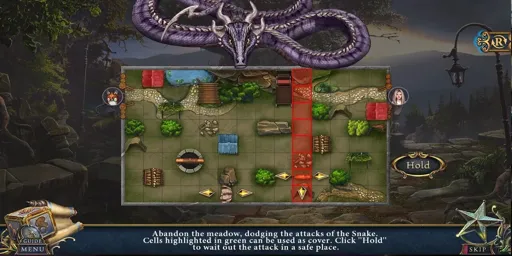 R
Hold
GUIDE
MENU
SKIP
Abandon the meadow, dodging the attacks of the Snake.
Cells highlighted in green can be used as cover. Click "Hold"
to wait out the attack in a safe place.